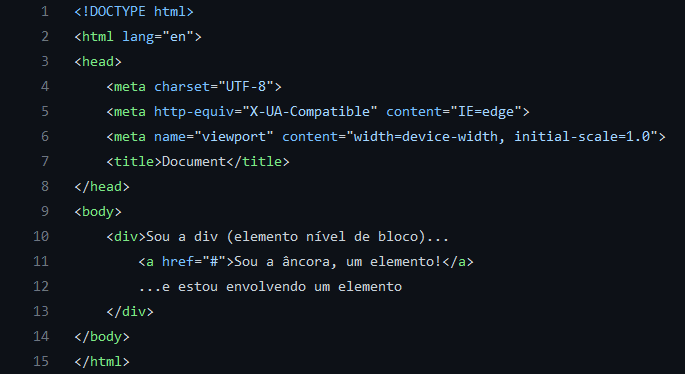 1 <!DOCTYPE html>
2 <html lang="en">
3 <head>
4     <meta charset="UTF-8">
5     <meta http-equiv="X-UA-Compatible" content="IE=edge">
6     <meta name="viewport" content="width=device-width, initial-scale=1.0">
7     <title>Document</title>
8 </head>
9 <body>
10     <div>Sou a div (elemento nível de bloco)...
11         <a href="#">Sou a âncora, um elemento!</a>
12         ...e estou envolvendo um elemento
13     </div>
14 </body>
15 </html>